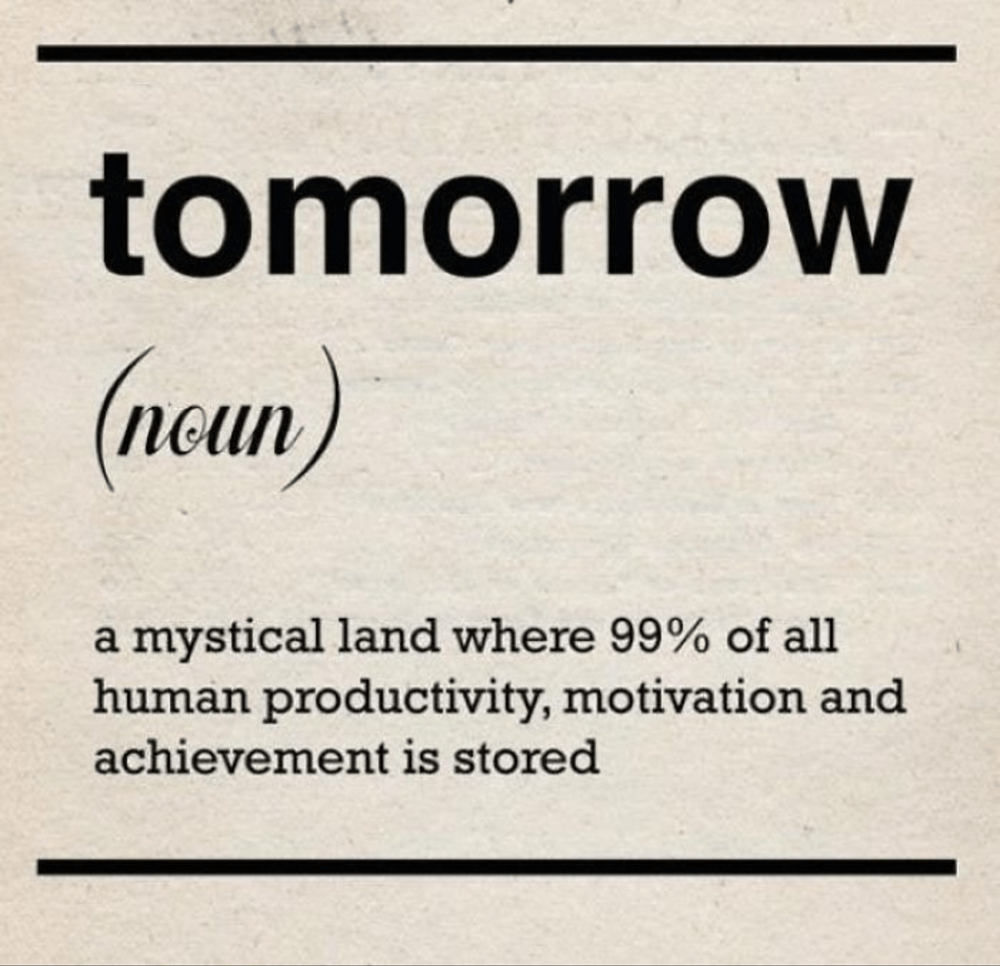 tomorrow
(noun)
a mystical land where 99% of all
human productivity, motivation and
achievement is stored